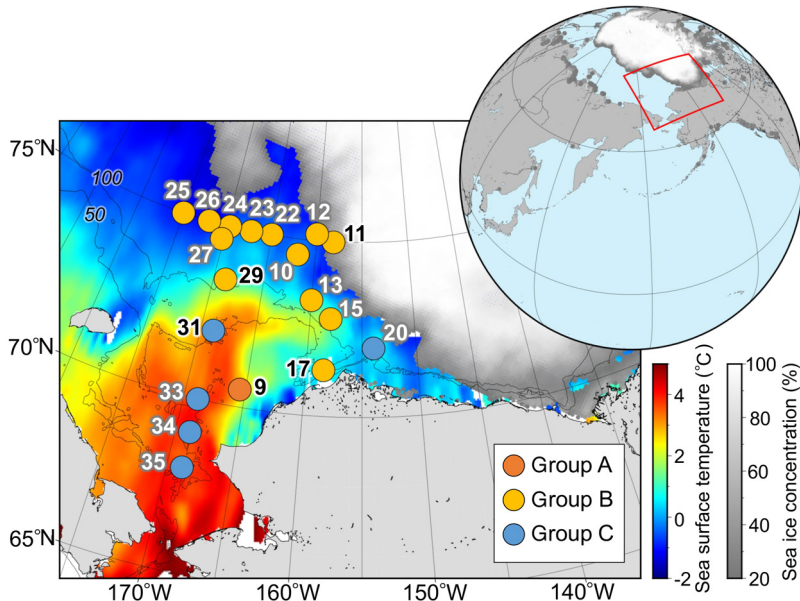 75°N
100
50
25
26
24
23
22
12
11
27
10
29
13
15
31
20
70°N
17
9
33
34
35
Group A
Group B
Group C
65°N
170°W
160°W
150°W
140°W
4
2
0
-2
Sea surface temperature (°C)
100
80
60
40
20
Sea ice concentration (%)